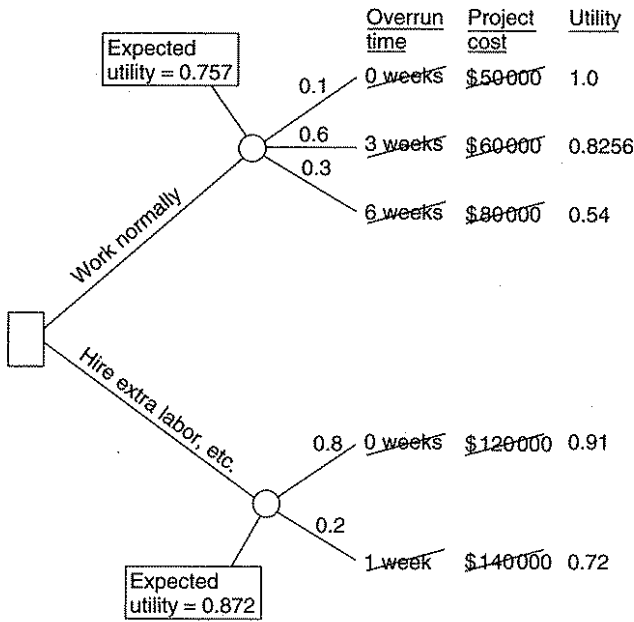 Overrun time Project cost Utility
Expected
utility = 0.757
0.1 0 weeks $50000 1.0
0.6 3 weeks $60000 0.8256
0.3 6 weeks $80000 0.54
Work normally
Hire extra labor, etc.
0.8 0 weeks $120000 0.91
0.2 1 week $140000 0.72
Expected
utility = 0.872